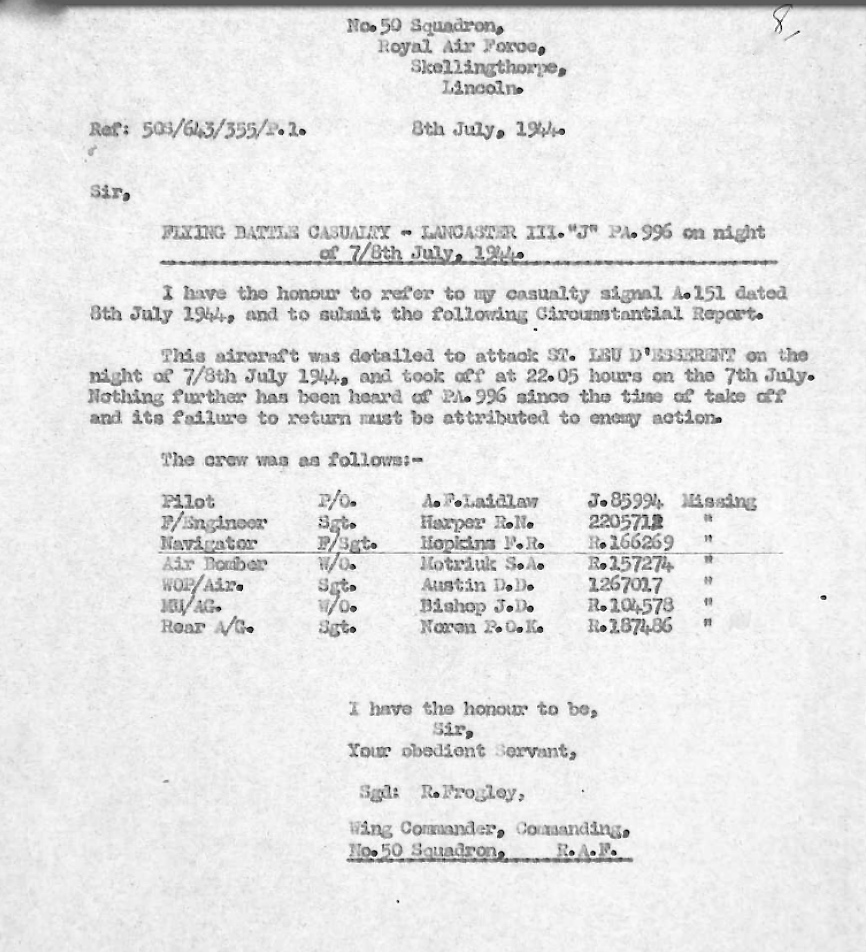 8,
No.50 Squadron,
Royal Air Force,
Skellingthorpe,
Lincoln.
Ref: 50S/643/355/P.1. 8th July, 1944.
Sir,
FLYING BATTLE CASUALTY - LANCASTER III."J" PA.996 on night
of 7/8th July, 1944.
I have the honour to refer to my casualty signal A.151 dated
8th July 1944, and to submit the following Circumstantial Report.
This aircraft was detailed to attack ST. LEU D'ESSERENT on the
night of 7/8th July 1944, and took off at 22.05 hours on the 7th July.
Nothing further has been heard of PA.996 since the time of take off
and its failure to return must be attributed to enemy action.
The crew was as follows:-
Pilot P/O. A.F.Laidlaw J.85994 Missing
F/Engineer Sgt. Harper R.N. 2205712 "
Navigator F/Sgt. Hopkins F.R. R.166269 "
Air Bomber W/O. Motriuk S.A. R.157274 "
WOP/Air. Sgt. Austin D.D. 1267017 "
MU/AG. W/O. Bishop J.D. R.104578 "
Rear A/G. Sgt. Noren P.O.K. R.187486 "
I have the honour to be,
Sir,
Your obedient Servant,
Sgd: R.Frogley,
Wing Commander, Commanding,
No.50 Squadron, R.A.F.